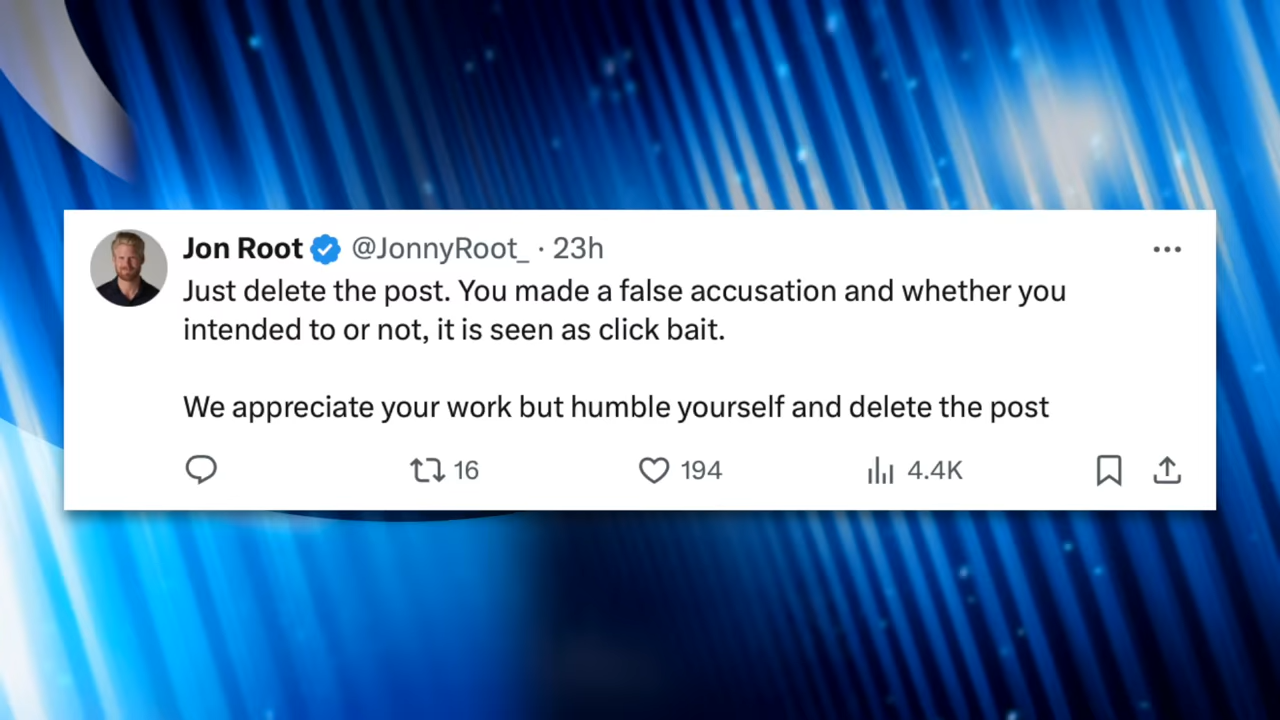 Jon Root @JonnyRoot_ · 23h
Just delete the post. You made a false accusation and whether you
intended to or not, it is seen as click bait.
We appreciate your work but humble yourself and delete the post
16 194 4.4K